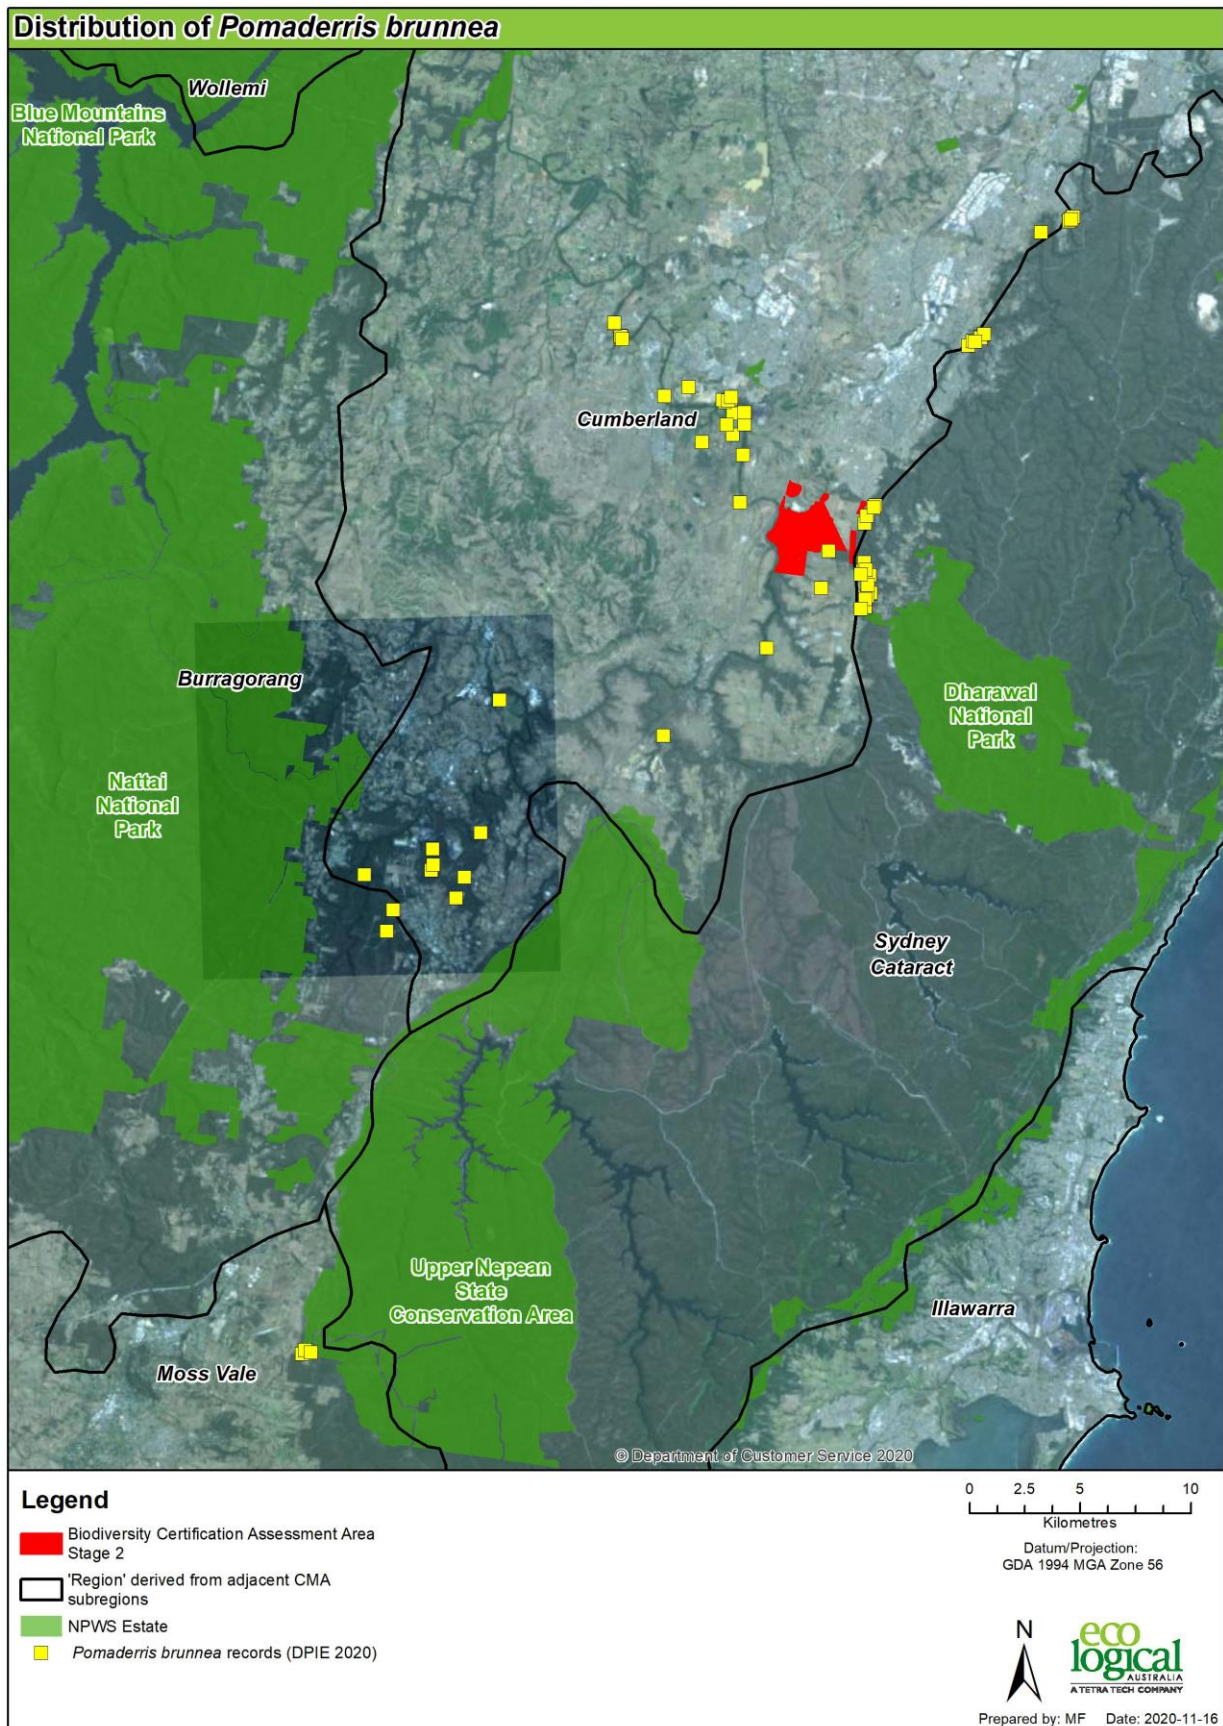 Distribution of Pomaderris brunnea
Wollemi
Blue Mountains
National Park
Cumberland
Burragorang
Dharawal
National
Park
Nattai
National
Park
Sydney
Cataract
Upper Nepean
State
Conservation Area
Illawarra
Moss Vale
© Department of Customer Service 2020
Legend
Biodiversity Certification Assessment Area
Stage 2
'Region' derived from adjacent CMA
subregions
NPWS Estate
Pomaderris brunnea records (DPIE 2020)
0 2.5 5 10
Kilometres
Datum/Projection:
GDA 1994 MGA Zone 56
N
eco
logical
AUSTRALIA
A TETRA TECH COMPANY
Prepared by: MF Date: 2020-11-16